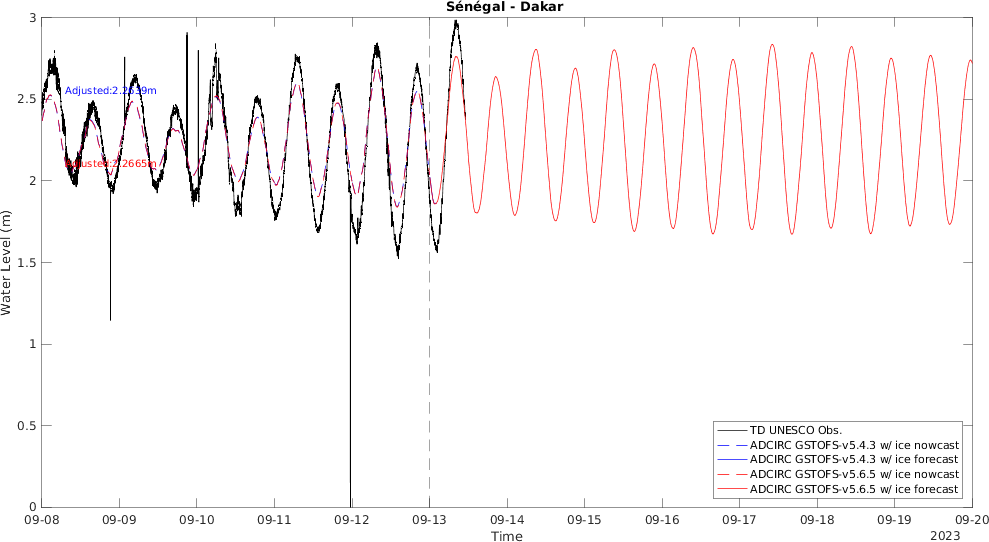 Sénégal - Dakar
3
2.5
2
1.5
1
0.5
0
Water Level (m)
Adjusted:2.2639m
Adjusted:2.2665m
TD UNESCO Obs.
ADCIRC GSTOFS-v5.4.3 w/ ice nowcast
ADCIRC GSTOFS-v5.4.3 w/ ice forecast
ADCIRC GSTOFS-v5.6.5 w/ ice nowcast
ADCIRC GSTOFS-v5.6.5 w/ ice forecast
09-08 09-09 09-10 09-11 09-12 09-13 09-14 09-15 09-16 09-17 09-18 09-19 09-20
Time
2023